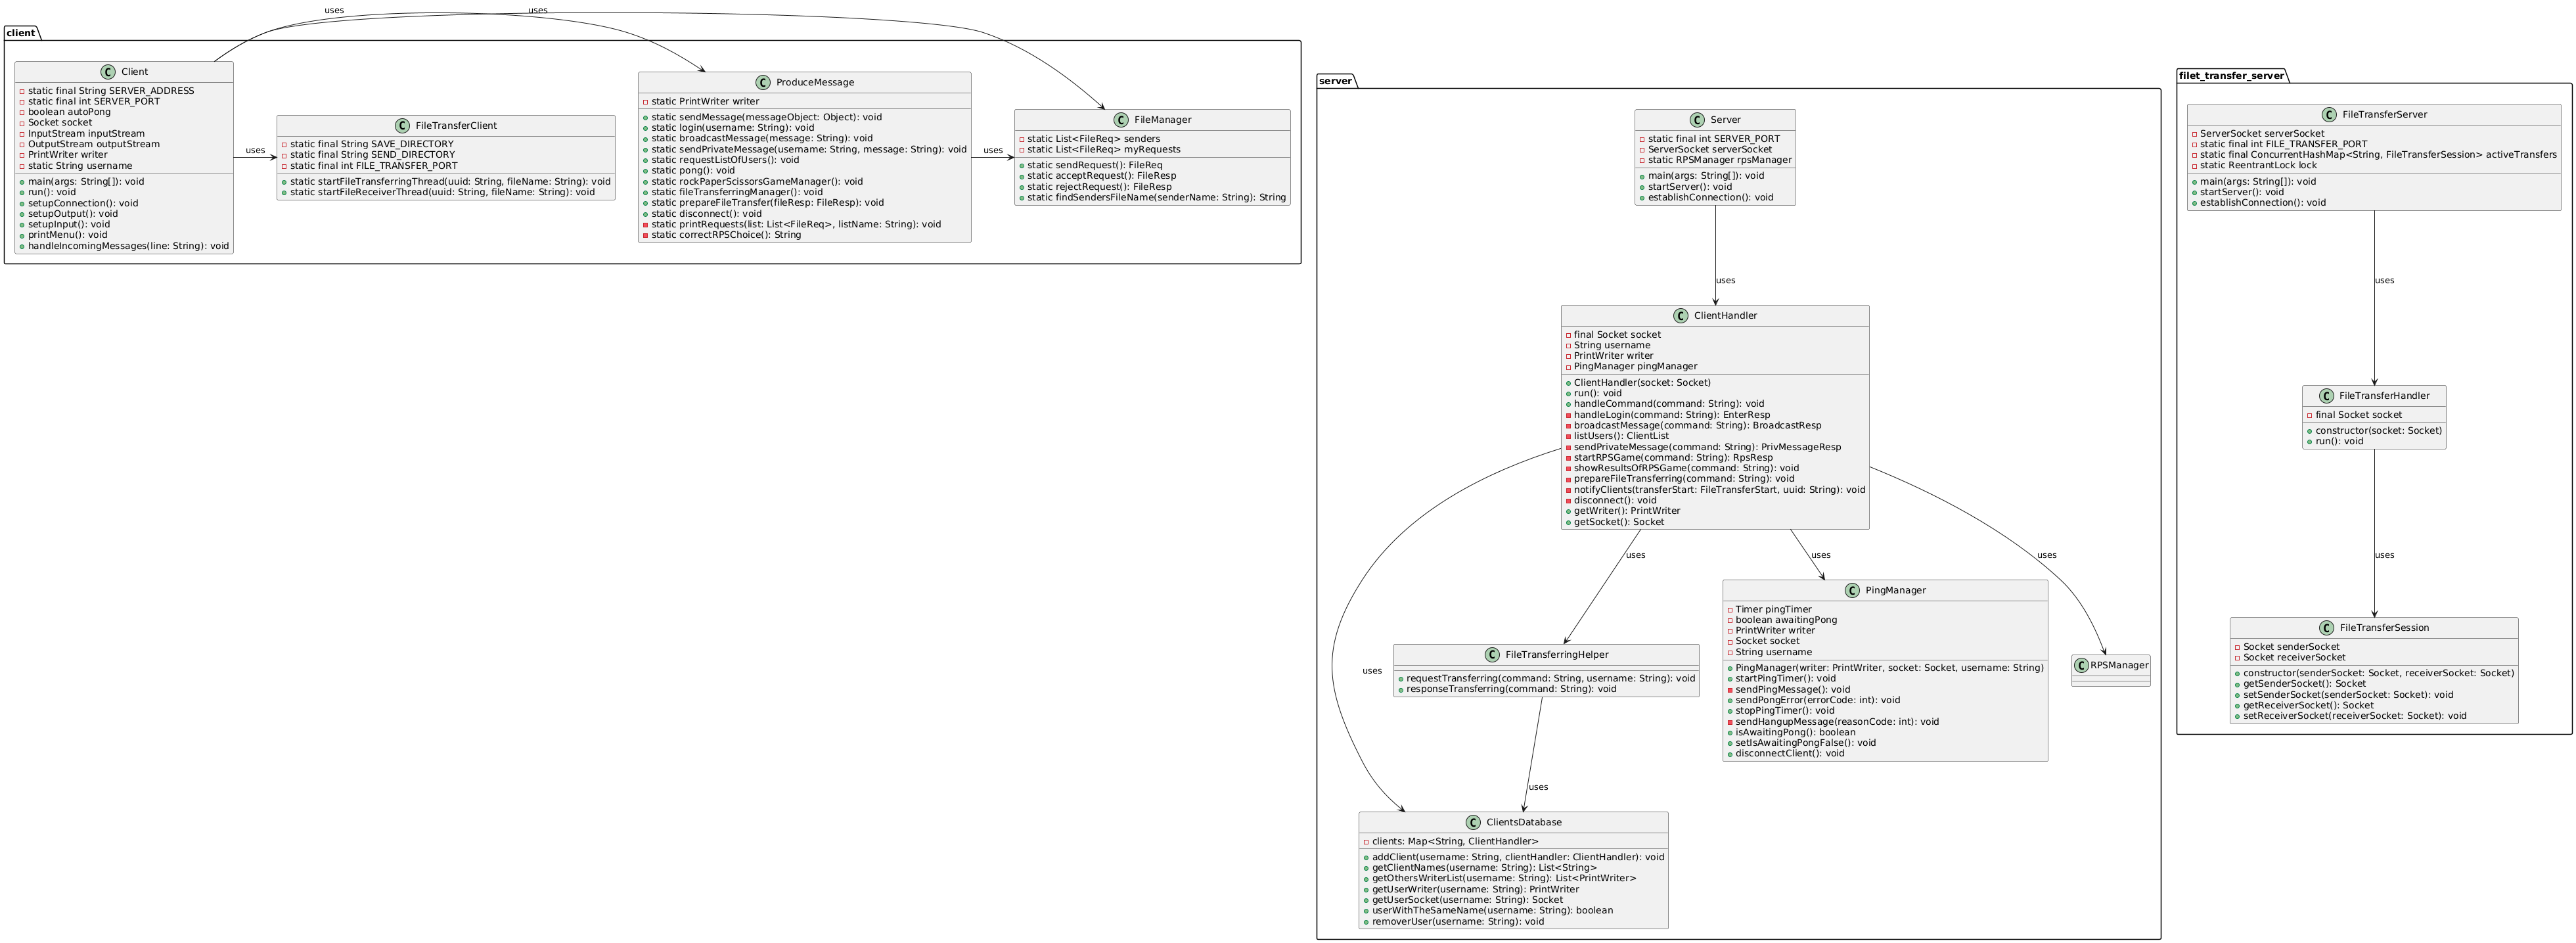 uses
uses
client
C Client
static final String SERVER_ADDRESS
static final int SERVER_PORT
boolean autoPong
Socket socket
InputStream inputStream
OutputStream outputStream
PrintWriter writer
static String username
main(args: String[]): void
run(): void
setupConnection(): void
setupOutput(): void
setupInput(): void
printMenu(): void
handleIncomingMessages(line: String): void
uses
C FileTransferClient
static final String SAVE_DIRECTORY
static final String SEND_DIRECTORY
static final int FILE_TRANSFER_PORT
static startFileTransferringThread(uuid: String, fileName: String): void
static startFileReceiverThread(uuid: String, fileName: String): void
C ProduceMessage
static PrintWriter writer
static sendMessage(messageObject: Object): void
static login(username: String): void
static broadcastMessage(message: String): void
static sendPrivateMessage(username: String, message: String): void
static requestListOfUsers(): void
static pong(): void
static rockPaperScissorsGameManager(): void
static fileTransferringManager(): void
static prepareFileTransfer(fileResp: FileResp): void
static disconnect(): void
static printRequests(list: List<FileReq>, listName: String): void
static correctRPSChoice(): String
uses
C FileManager
static List<FileReq> senders
static List<FileReq> myRequests
static sendRequest(): FileReq
static acceptRequest(): FileResp
static rejectRequest(): FileResp
static findSendersFileName(senderName: String): String
server
C Server
static final int SERVER_PORT
ServerSocket serverSocket
static RPSManager rpsManager
main(args: String[]): void
startServer(): void
establishConnection(): void
uses
C ClientHandler
final Socket socket
String username
PrintWriter writer
PingManager pingManager
ClientHandler(socket: Socket)
run(): void
handleCommand(command: String): void
handleLogin(command: String): EnterResp
broadcastMessage(command: String): BroadcastResp
listUsers(): ClientList
sendPrivateMessage(command: String): PrivMessageResp
startRPSGame(command: String): RpsResp
showResultsOfRPSGame(command: String): void
prepareFileTransferring(command: String): void
notifyClients(transferStart: FileTransferStart, uuid: String): void
disconnect(): void
getWriter(): PrintWriter
getSocket(): Socket
uses
uses
uses
uses
C FileTransferringHelper
requestTransferring(command: String, username: String): void
responseTransferring(command: String): void
C PingManager
Timer pingTimer
boolean awaitingPong
PrintWriter writer
Socket socket
String username
PingManager(writer: PrintWriter, socket: Socket, username: String)
startPingTimer(): void
sendPingMessage(): void
sendPongError(errorCode: int): void
stopPingTimer(): void
sendHangupMessage(reasonCode: int): void
isAwaitingPong(): boolean
setIsAwaitingPongFalse(): void
disconnectClient(): void
C RPSManager
uses
C ClientsDatabase
clients: Map<String, ClientHandler>
addClient(username: String, clientHandler: ClientHandler): void
getClientNames(username: String): List<String>
getOthersWriterList(username: String): List<PrintWriter>
getUserWriter(username: String): PrintWriter
getUserSocket(username: String): Socket
userWithTheSameName(username: String): boolean
removerUser(username: String): void
filet_transfer_server
C FileTransferServer
ServerSocket serverSocket
static final int FILE_TRANSFER_PORT
static final ConcurrentHashMap<String, FileTransferSession> activeTransfers
static ReentrantLock lock
main(args: String[]): void
startServer(): void
establishConnection(): void
uses
C FileTransferHandler
final Socket socket
constructor(socket: Socket)
run(): void
uses
C FileTransferSession
Socket senderSocket
Socket receiverSocket
constructor(senderSocket: Socket, receiverSocket: Socket)
getSenderSocket(): Socket
setSenderSocket(senderSocket: Socket): void
getReceiverSocket(): Socket
setReceiverSocket(receiverSocket: Socket): void